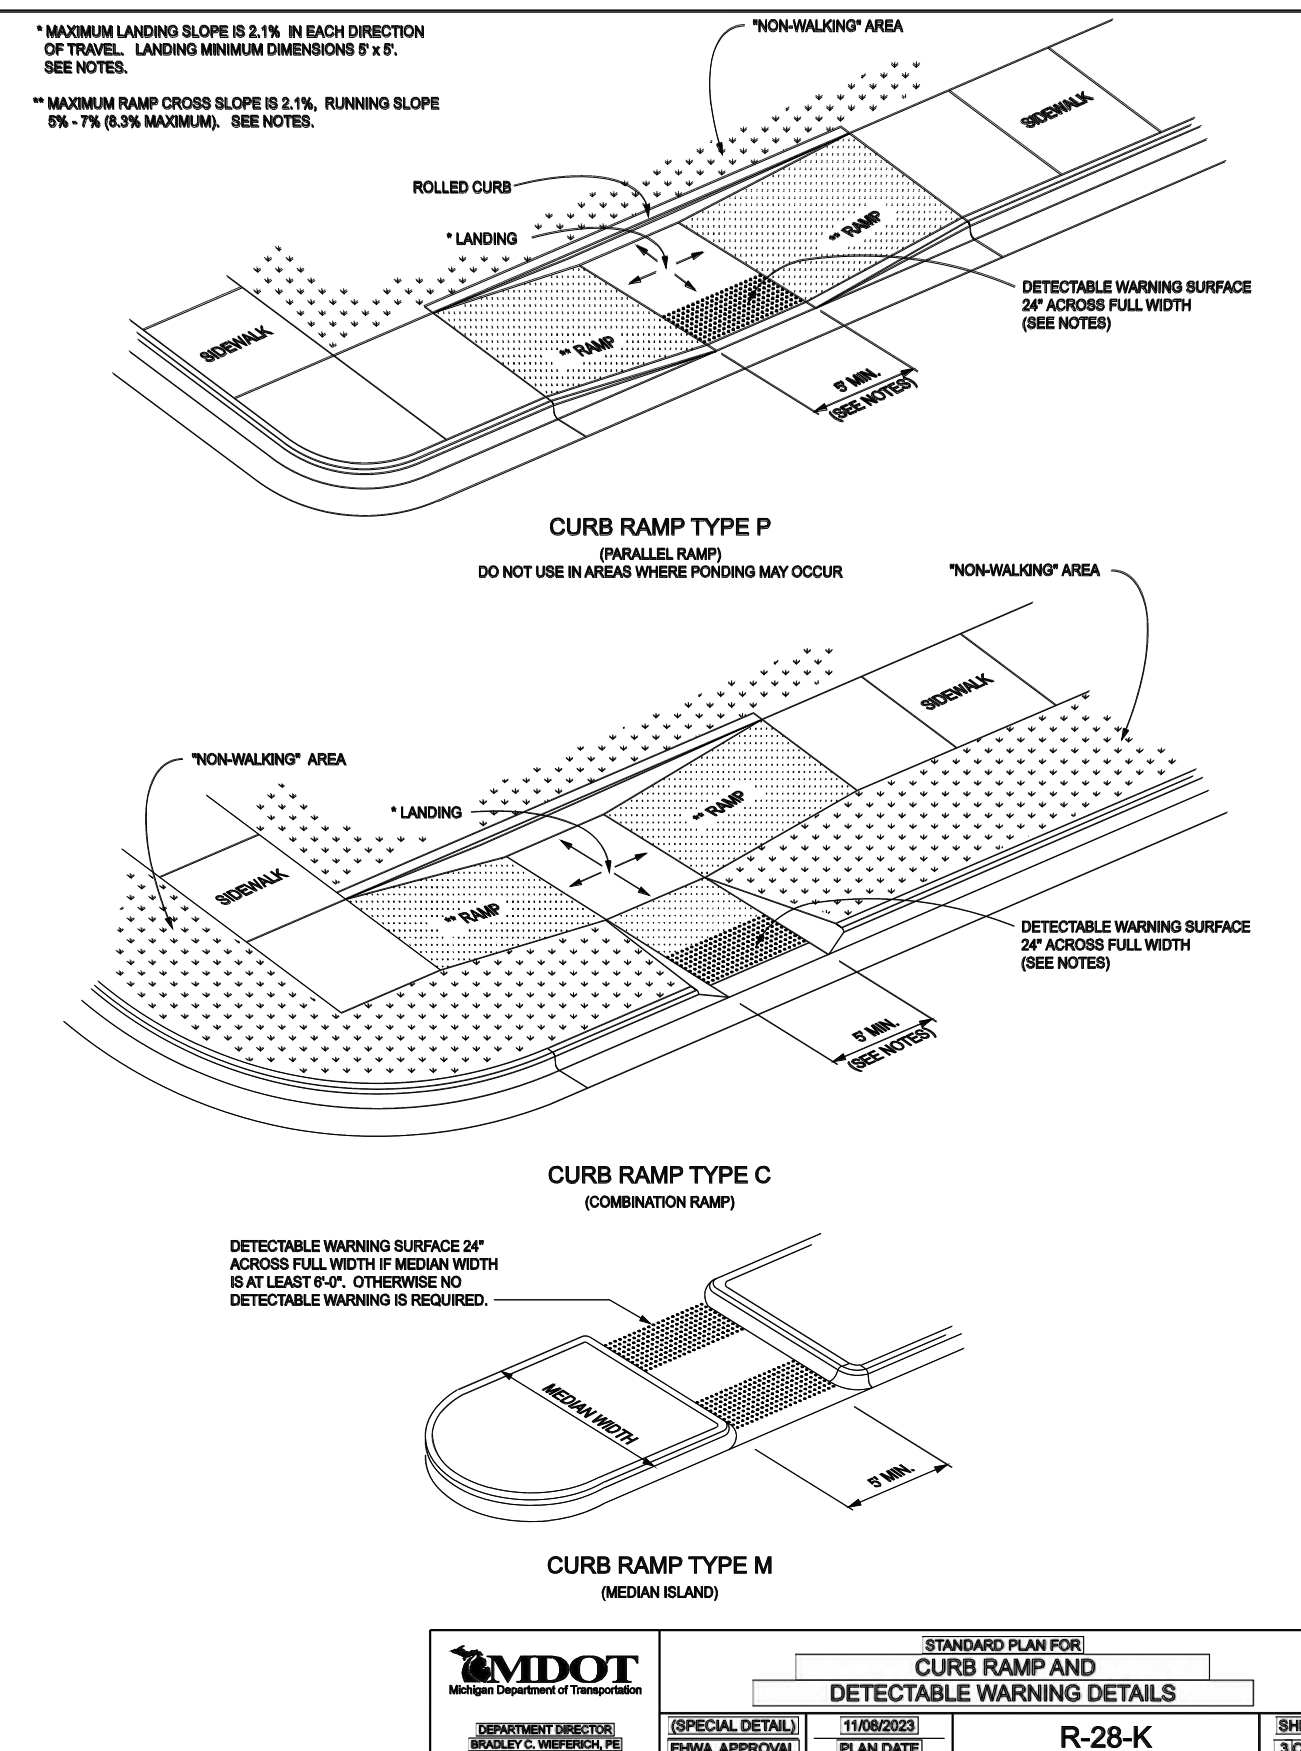 * MAXIMUM LANDING SLOPE IS 2.1% IN EACH DIRECTION
OF TRAVEL. LANDING MINIMUM DIMENSIONS 5' x 5'.
SEE NOTES.
** MAXIMUM RAMP CROSS SLOPE IS 2.1%, RUNNING SLOPE
5% - 7% (8.3% MAXIMUM). SEE NOTES.
"NON-WALKING" AREA
SIDEWALK
ROLLED CURB
* LANDING
** RAMP
DETECTABLE WARNING SURFACE
24" ACROSS FULL WIDTH
(SEE NOTES)
SIDEWALK
** RAMP
5' MIN.
(SEE NOTES)
CURB RAMP TYPE P
(PARALLEL RAMP)
DO NOT USE IN AREAS WHERE PONDING MAY OCCUR
"NON-WALKING" AREA
SIDEWALK
"NON-WALKING" AREA
* LANDING
** RAMP
SIDEWALK
** RAMP
DETECTABLE WARNING SURFACE
24" ACROSS FULL WIDTH
(SEE NOTES)
5' MIN.
(SEE NOTES)
CURB RAMP TYPE C
(COMBINATION RAMP)
DETECTABLE WARNING SURFACE 24"
ACROSS FULL WIDTH IF MEDIAN WIDTH
IS AT LEAST 6'-0". OTHERWISE NO
DETECTABLE WARNING IS REQUIRED.
MEDIAN WIDTH
5' MIN.
CURB RAMP TYPE M
(MEDIAN ISLAND)
MDOT
Michigan Department of Transportation
DEPARTMENT DIRECTOR
BRADLEY C. WIEFERICH, PE
STANDARD PLAN FOR
CURB RAMP AND
DETECTABLE WARNING DETAILS
(SPECIAL DETAIL)
FHWA APPROVAL
11/08/2023
PLAN DATE
R-28-K